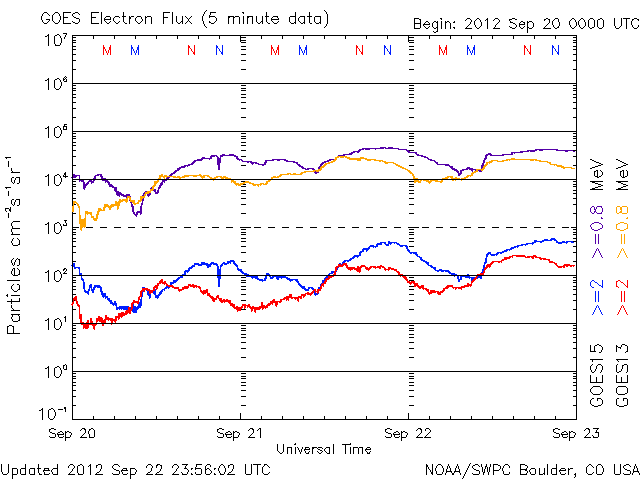 GOES Electron Flux (5 minute data)
Begin: 2012 Sep 20 0000 UTC
10⁷
M M N N M M N N M M N N
10⁶
10⁵
10⁴
10³
10²
10¹
10⁰
10⁻¹
Particles cm⁻²s⁻¹sr⁻¹
Sep 20 Sep 21 Sep 22 Sep 23
Universal Time
GOES15 >=2 >=0.8 MeV
GOES13 >=2 >=0.8 MeV
Updated 2012 Sep 22 23:56:02 UTC
NOAA/SWPC Boulder, CO USA